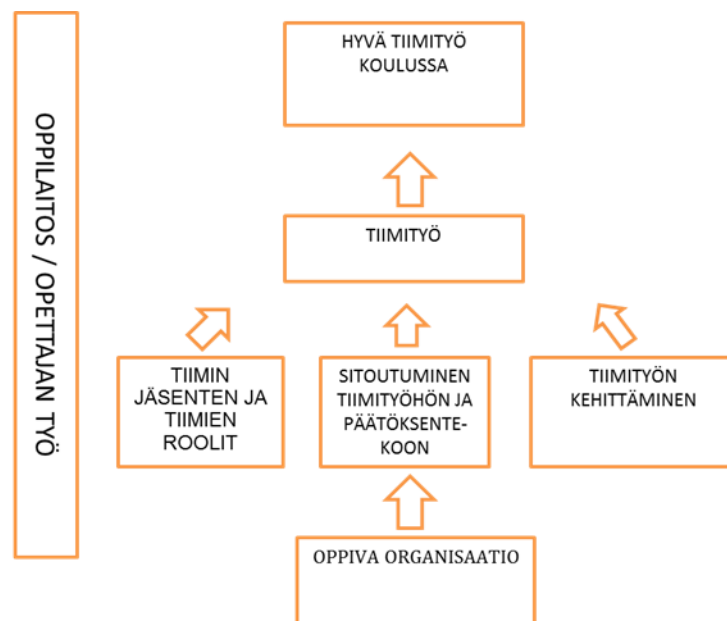 OPPILAITOS / OPETTAJAN TYÖ
HYVÄ TIIMITYÖ
KOULUSSA
TIIMITYÖ
TIIMIN
JÄSENTEN JA
TIIMIEN
ROOLIT
SITOUTUMINEN
TIIMITYÖHÖN JA
PÄÄTÖKSENTE-
KOON
TIIMITYÖN
KEHITTÄMINEN
OPPIVA ORGANISAATIO